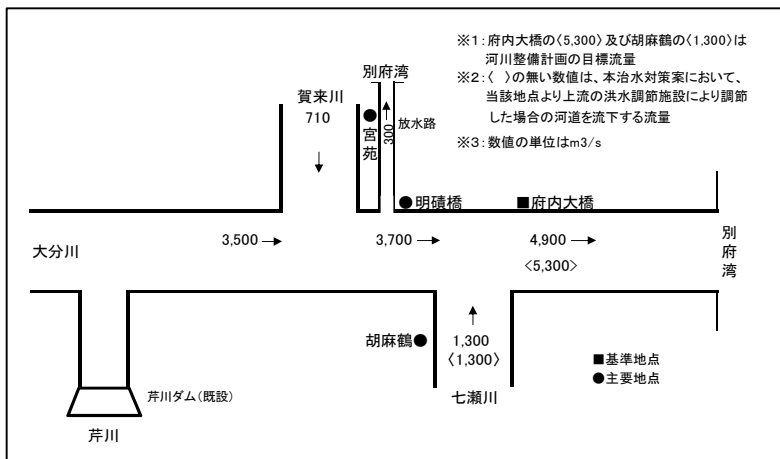 ※1:府内大橋の〈5,300〉及び胡麻鶴の〈1,300〉は
河川整備計画の目標流量
※2:〈 〉の無い数値は、本治水対策案において、
当該地点より上流の洪水調節施設により調節
した場合の河道を流下する流量
※3:数値の単位はm3/s
別府湾
賀来川
710
宮苑
300
放水路
明磧橋
府内大橋
大分川
3,500
3,700
4,900
〈5,300〉
別府湾
胡麻鶴
1,300
〈1,300〉
七瀬川
■基準地点
●主要地点
芹川ダム(既設)
芹川